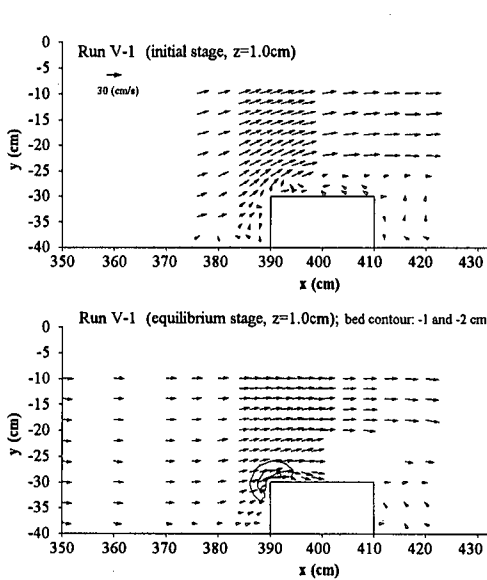 Run V-1 (initial stage, z=1.0cm)
30 (cm/s)
y (cm)
0
-5
-10
-15
-20
-25
-30
-35
-40
350 360 370 380 390 400 410 420 430
x (cm)
Run V-1 (equilibrium stage, z=1.0cm); bed contour: -1 and -2 cm
y (cm)
0
-5
-10
-15
-20
-25
-30
-35
-40
350 360 370 380 390 400 410 420 430
x (cm)